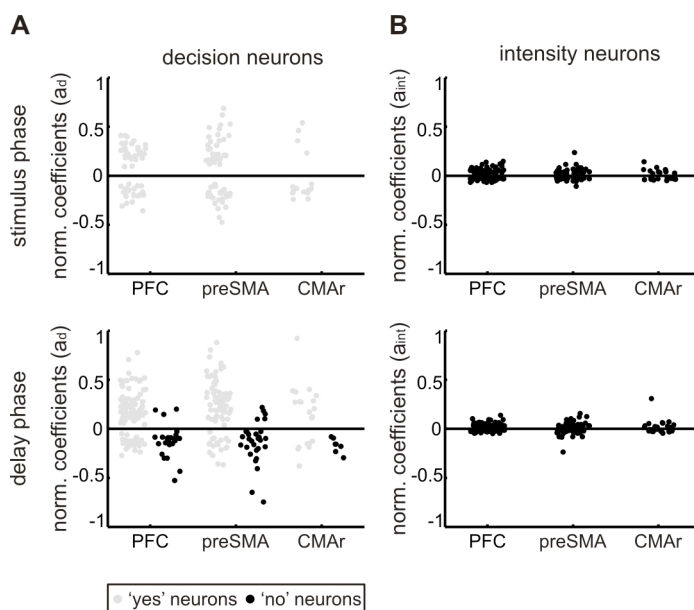 A
B
decision neurons
intensity neurons
stimulus phase
norm. coefficients (ad)
1
0.5
0
-0.5
-1
PFC preSMA CMAr
norm. coefficients (aint)
1
0.5
0
-0.5
-1
PFC preSMA CMAr
delay phase
norm. coefficients (ad)
1
0.5
0
-0.5
-1
PFC preSMA CMAr
norm. coefficients (aint)
1
0.5
0
-0.5
-1
PFC preSMA CMAr
'yes' neurons 'no' neurons